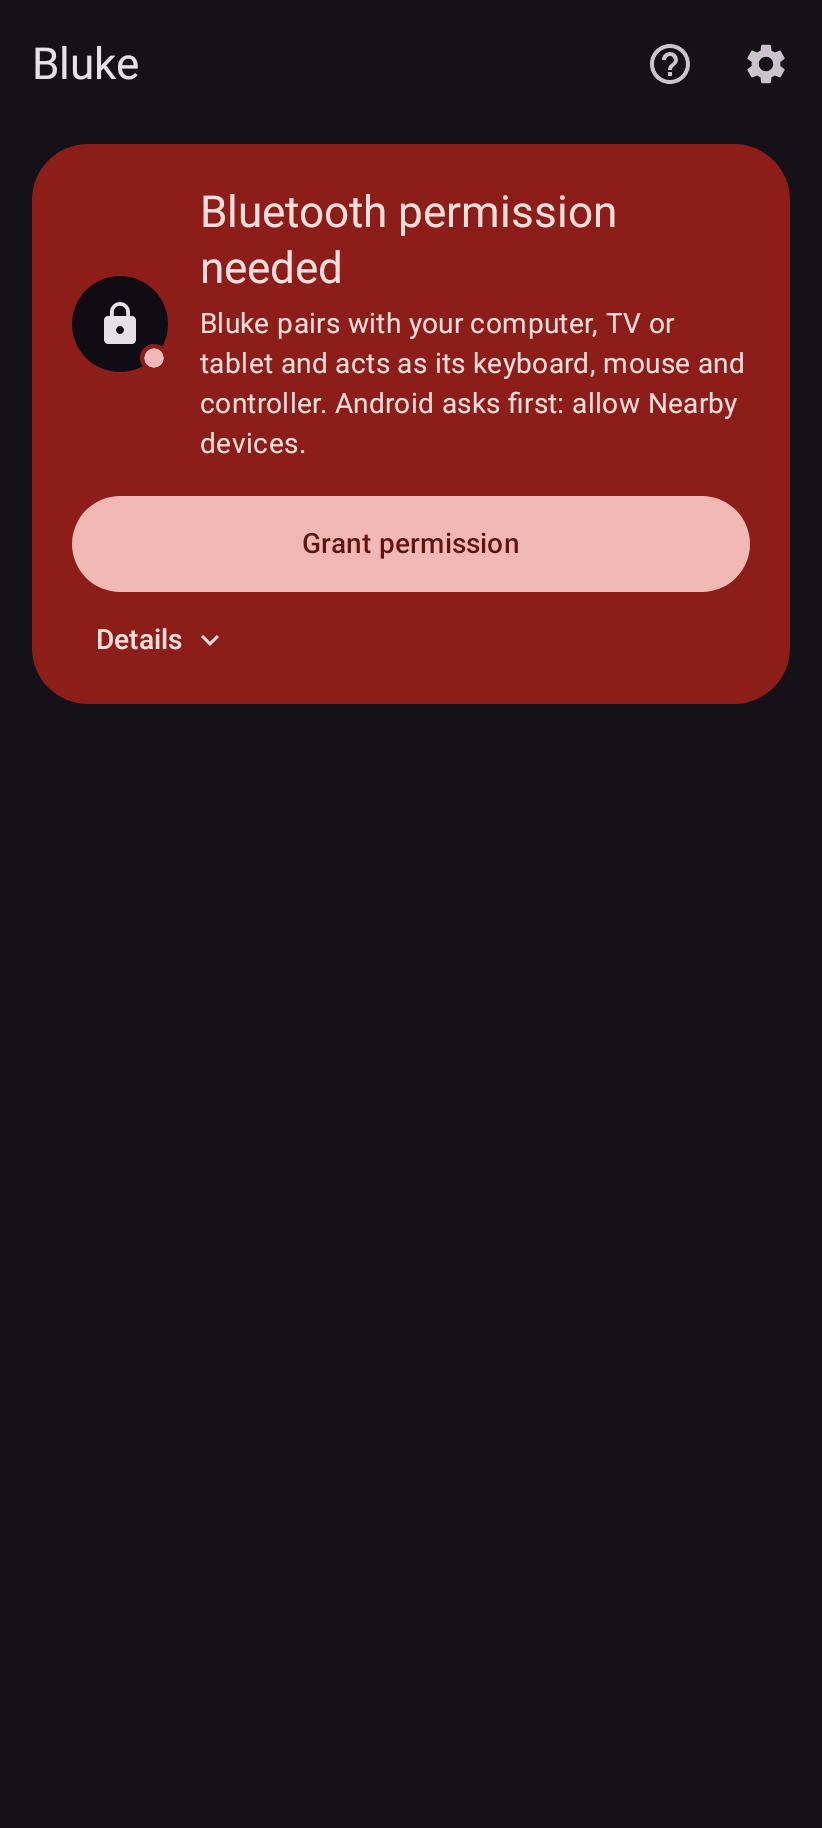 Bluke
Bluetooth permission
needed
Bluke pairs with your computer, TV or
tablet and acts as its keyboard, mouse and
controller. Android asks first: allow Nearby
devices.
Grant permission
Details